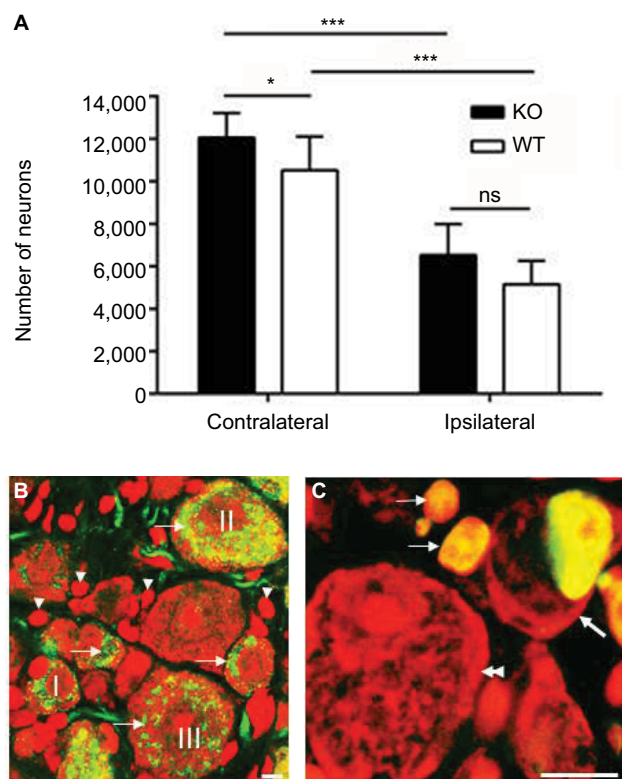 A
***
***
*
14,000
KO
WT
12,000
10,000
ns
8,000
6,000
4,000
2,000
0
Number of neurons
Contralateral
Ipsilateral
B
II
I
III
C